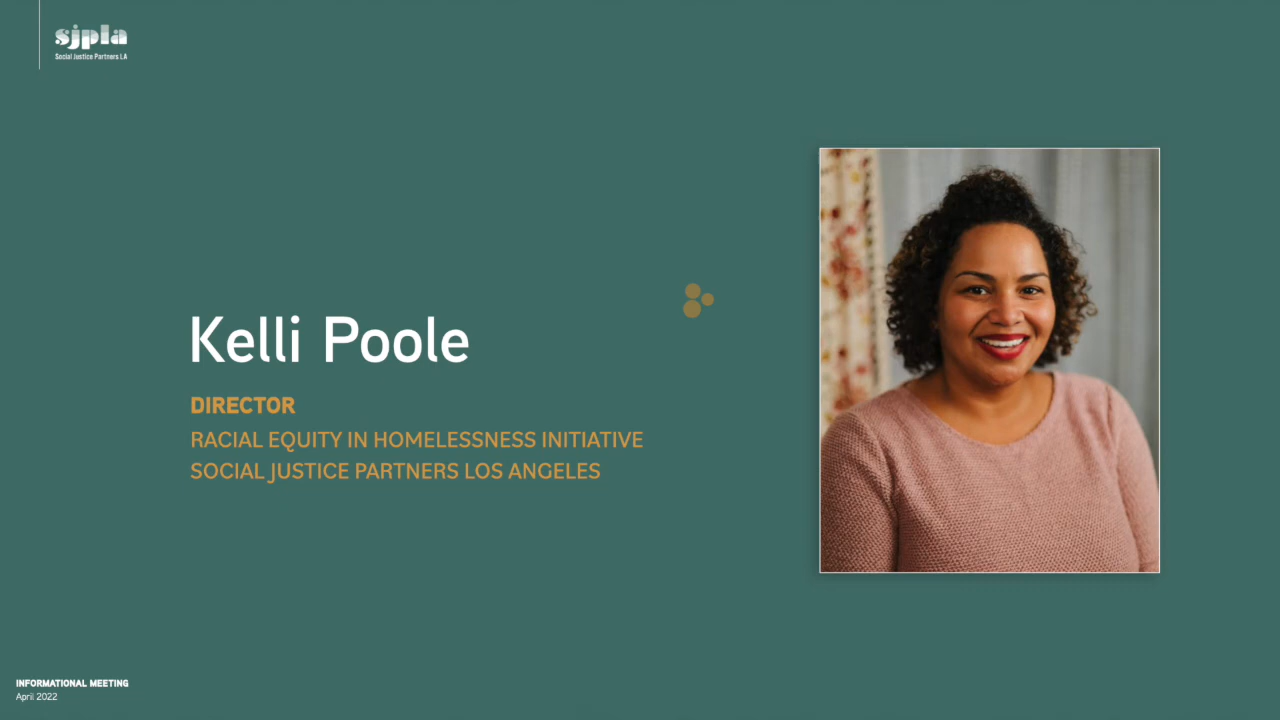 sjpla
Social Justice Partners LA
Kelli Poole
DIRECTOR
RACIAL EQUITY IN HOMELESSNESS INITIATIVE
SOCIAL JUSTICE PARTNERS LOS ANGELES
INFORMATIONAL MEETING
April 2022